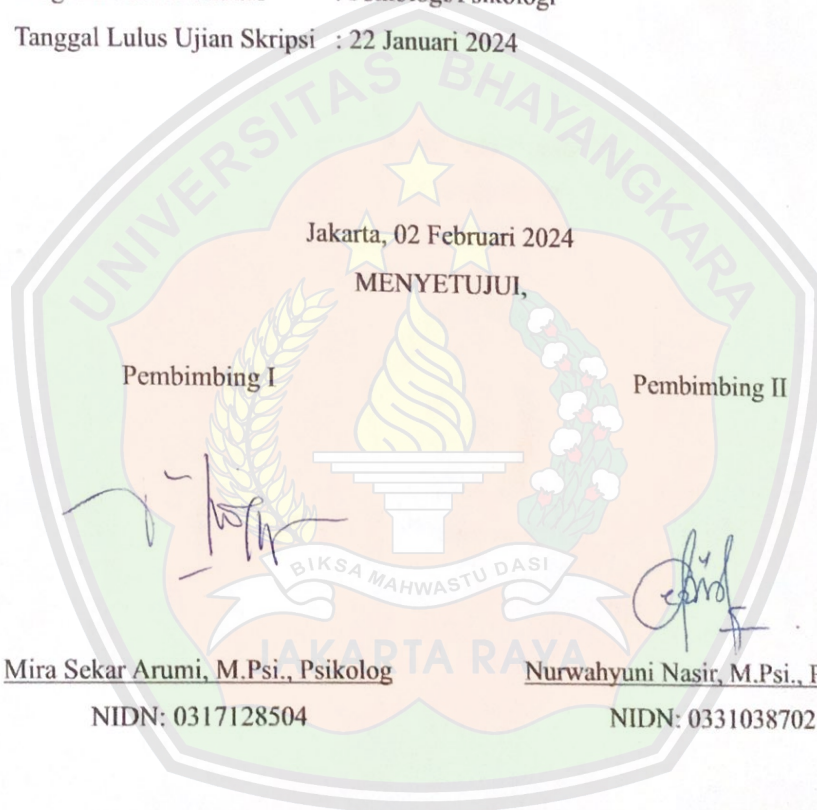 Tanggal Lulus Ujian Skripsi : 22 Januari 2024
UNIVERSITAS BHAYANGKARA
Jakarta, 02 Februari 2024
MENYETUJUI,
Pembimbing I
Pembimbing II
BIKSA MAHWASTU DASI
JAKARTA RAYA
Mira Sekar Arumi, M.Psi., Psikolog
Nurwahyuni Nasir, M.Psi.,
NIDN: 0317128504
NIDN: 0331038702